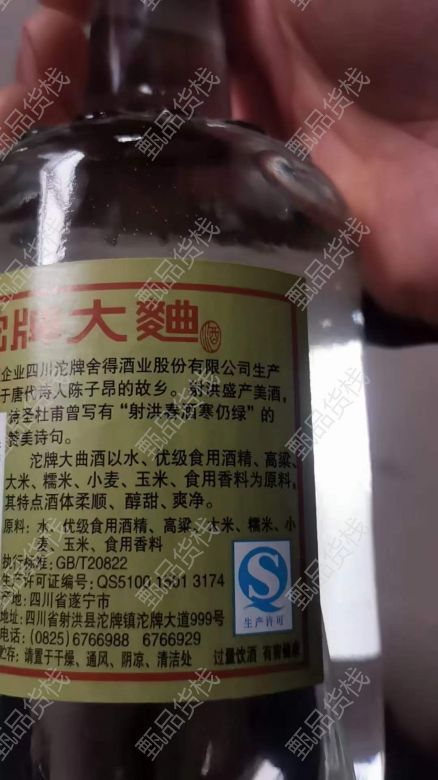 沱牌大麯 酒
企业四川沱牌舍得酒业股份有限公司生产
于唐代诗人陈子昂的故乡。射洪盛产美酒,
诗圣杜甫曾写有“射洪春酒寒仍绿”的
赞美诗句。
沱牌大曲酒以水、优级食用酒精、高粱、
大米、糯米、小麦、玉米、食用香料为原料,
其特点酒体柔顺、醇甜、爽净。
原料: 水、优级食用酒精、高粱、大米、糯米、小
麦、玉米、食用香料
执行标准: GB/T20822
生产许可证编号: QS5100 1501 3174
产地: 四川省遂宁市
地址: 四川省射洪县沱牌镇沱牌大道999号
电话: (0825) 6766988 6766929
贮存: 请置于干燥、通风、阴凉、清洁处
生产许可
过量饮酒 有害健康
甄品货栈